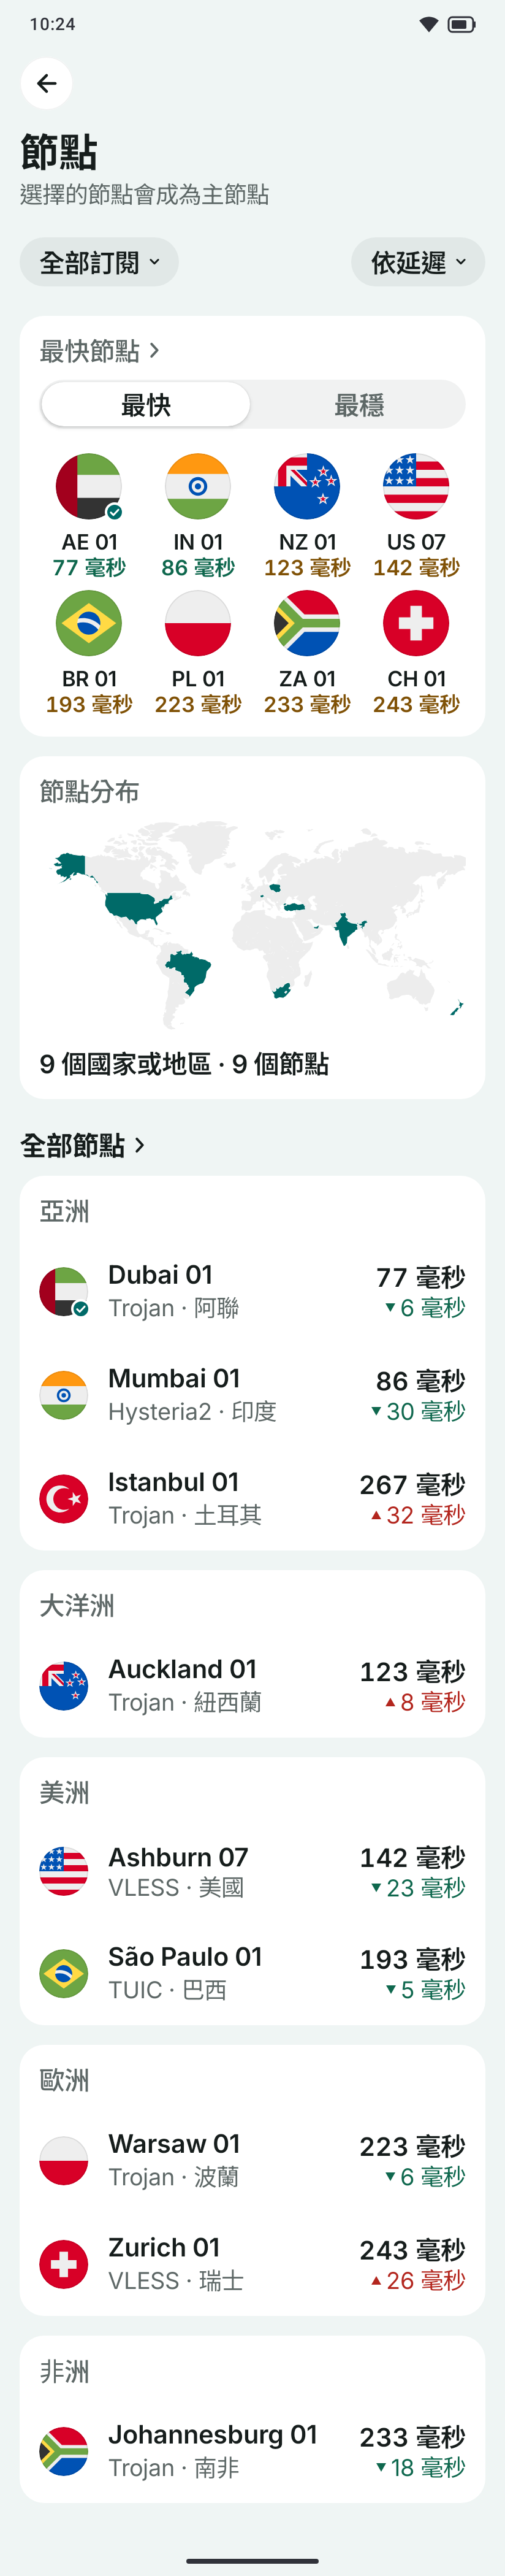 10:24
節點
選擇的節點會成為主節點
全部訂閱
依延遲
最快節點
最快
最穩
AE 01
IN 01
NZ 01
US 07
77 毫秒
86 毫秒
123 毫秒
142 毫秒
BR 01
PL 01
ZA 01
CH 01
193 毫秒
223 毫秒
233 毫秒
243 毫秒
節點分布
9 個國家或地區 · 9 個節點
全部節點
亞洲
Dubai 01
77 毫秒
Trojan · 阿聯
▼6 毫秒
Mumbai 01
86 毫秒
Hysteria2 · 印度
▼30 毫秒
Istanbul 01
267 毫秒
Trojan · 土耳其
▲32 毫秒
大洋洲
Auckland 01
123 毫秒
Trojan · 紐西蘭
▲8 毫秒
美洲
Ashburn 07
142 毫秒
VLESS · 美國
▼23 毫秒
São Paulo 01
193 毫秒
TUIC · 巴西
▼5 毫秒
歐洲
Warsaw 01
223 毫秒
Trojan · 波蘭
▼6 毫秒
Zurich 01
243 毫秒
VLESS · 瑞士
▲26 毫秒
非洲
Johannesburg 01
233 毫秒
Trojan · 南非
▼18 毫秒